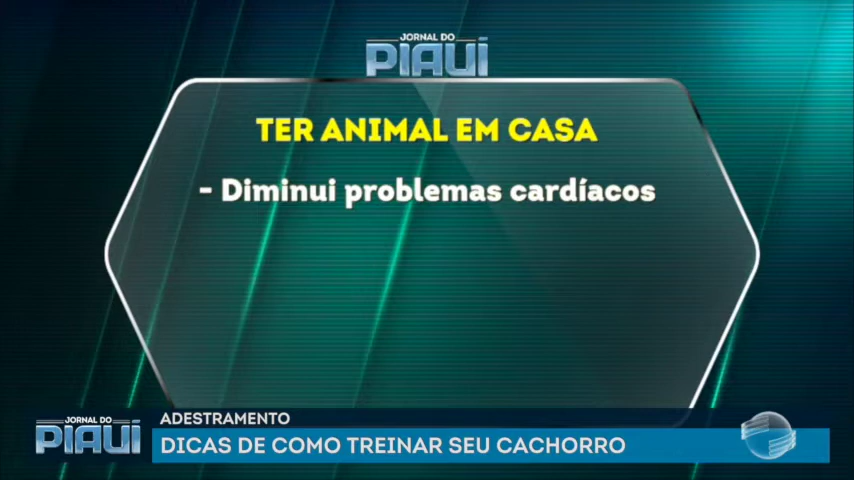 JORNAL DO
PIAUÍ
TER ANIMAL EM CASA
- Diminui problemas cardíacos
ADESTRAMENTO
JORNAL DO
PIAUÍ
DICAS DE COMO TREINAR SEU CACHORRO